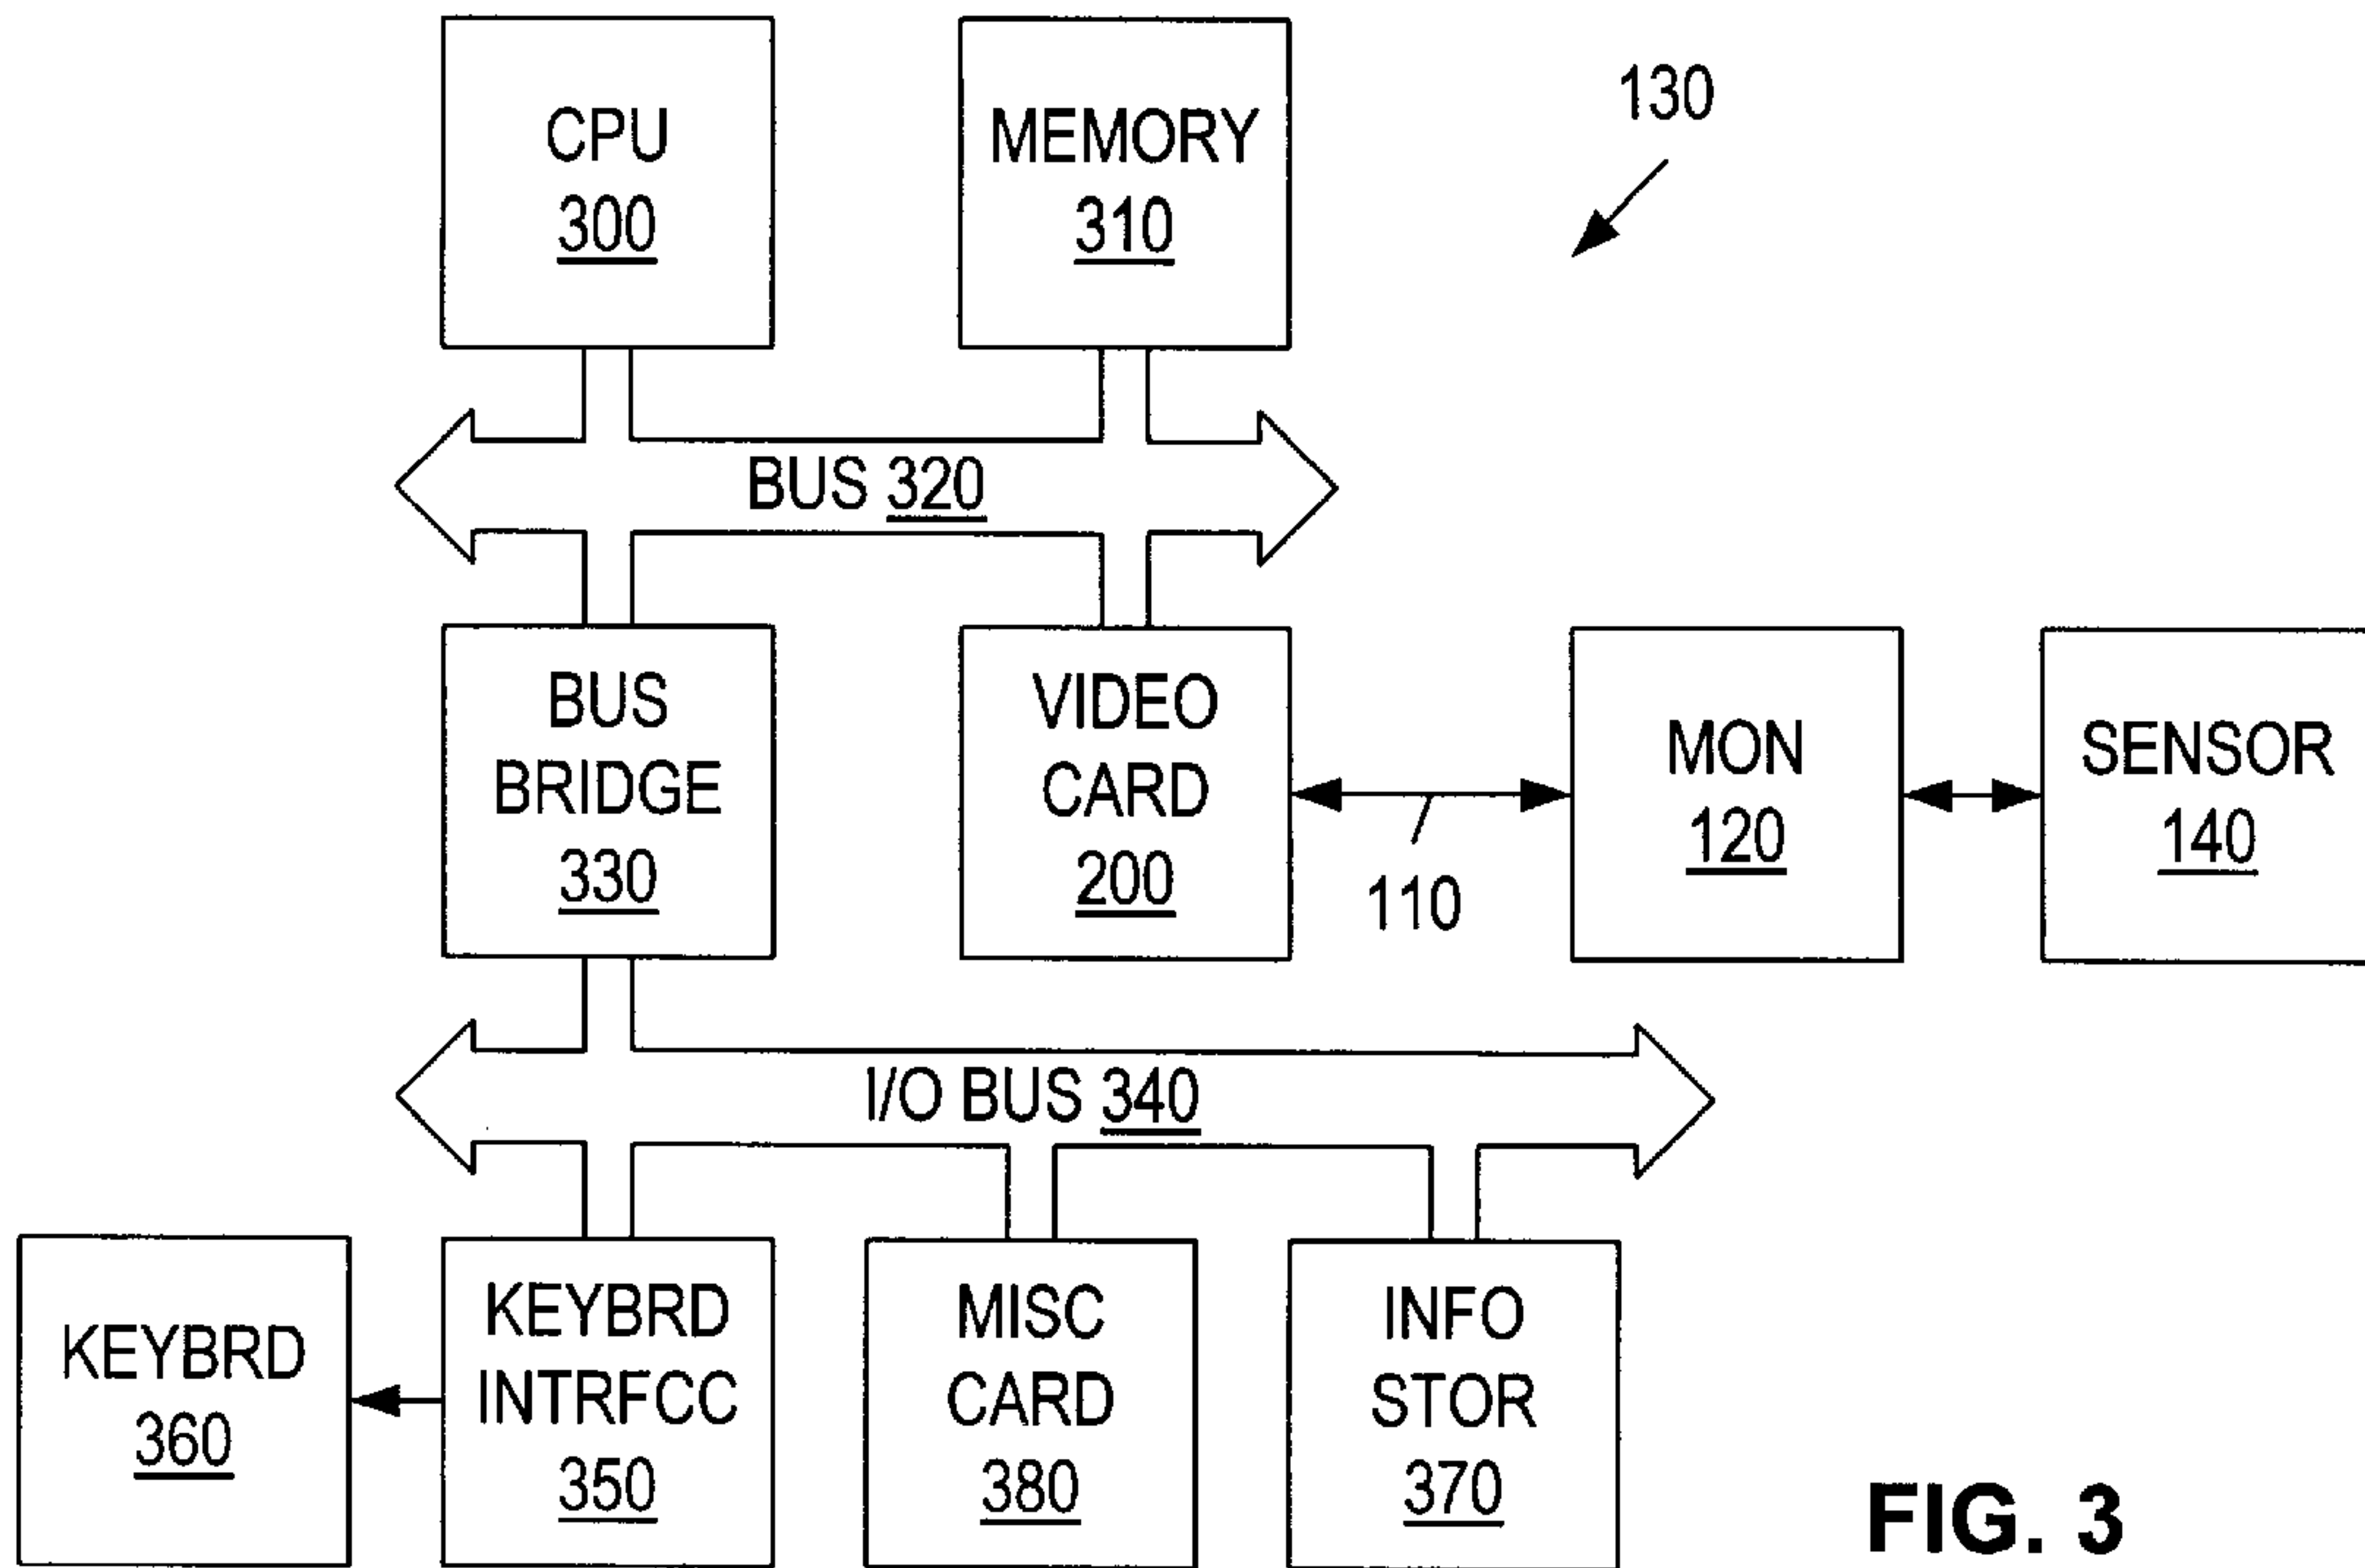 CPU
300
MEMORY
310
130
BUS 320
BUS
BRIDGE
330
VIDEO
CARD
200
110
MON
120
SENSOR
140
I/O BUS 340
KEYBRD
360
KEYBRD
INTRFCC
350
MISC
CARD
380
INFO
STOR
370
FIG. 3